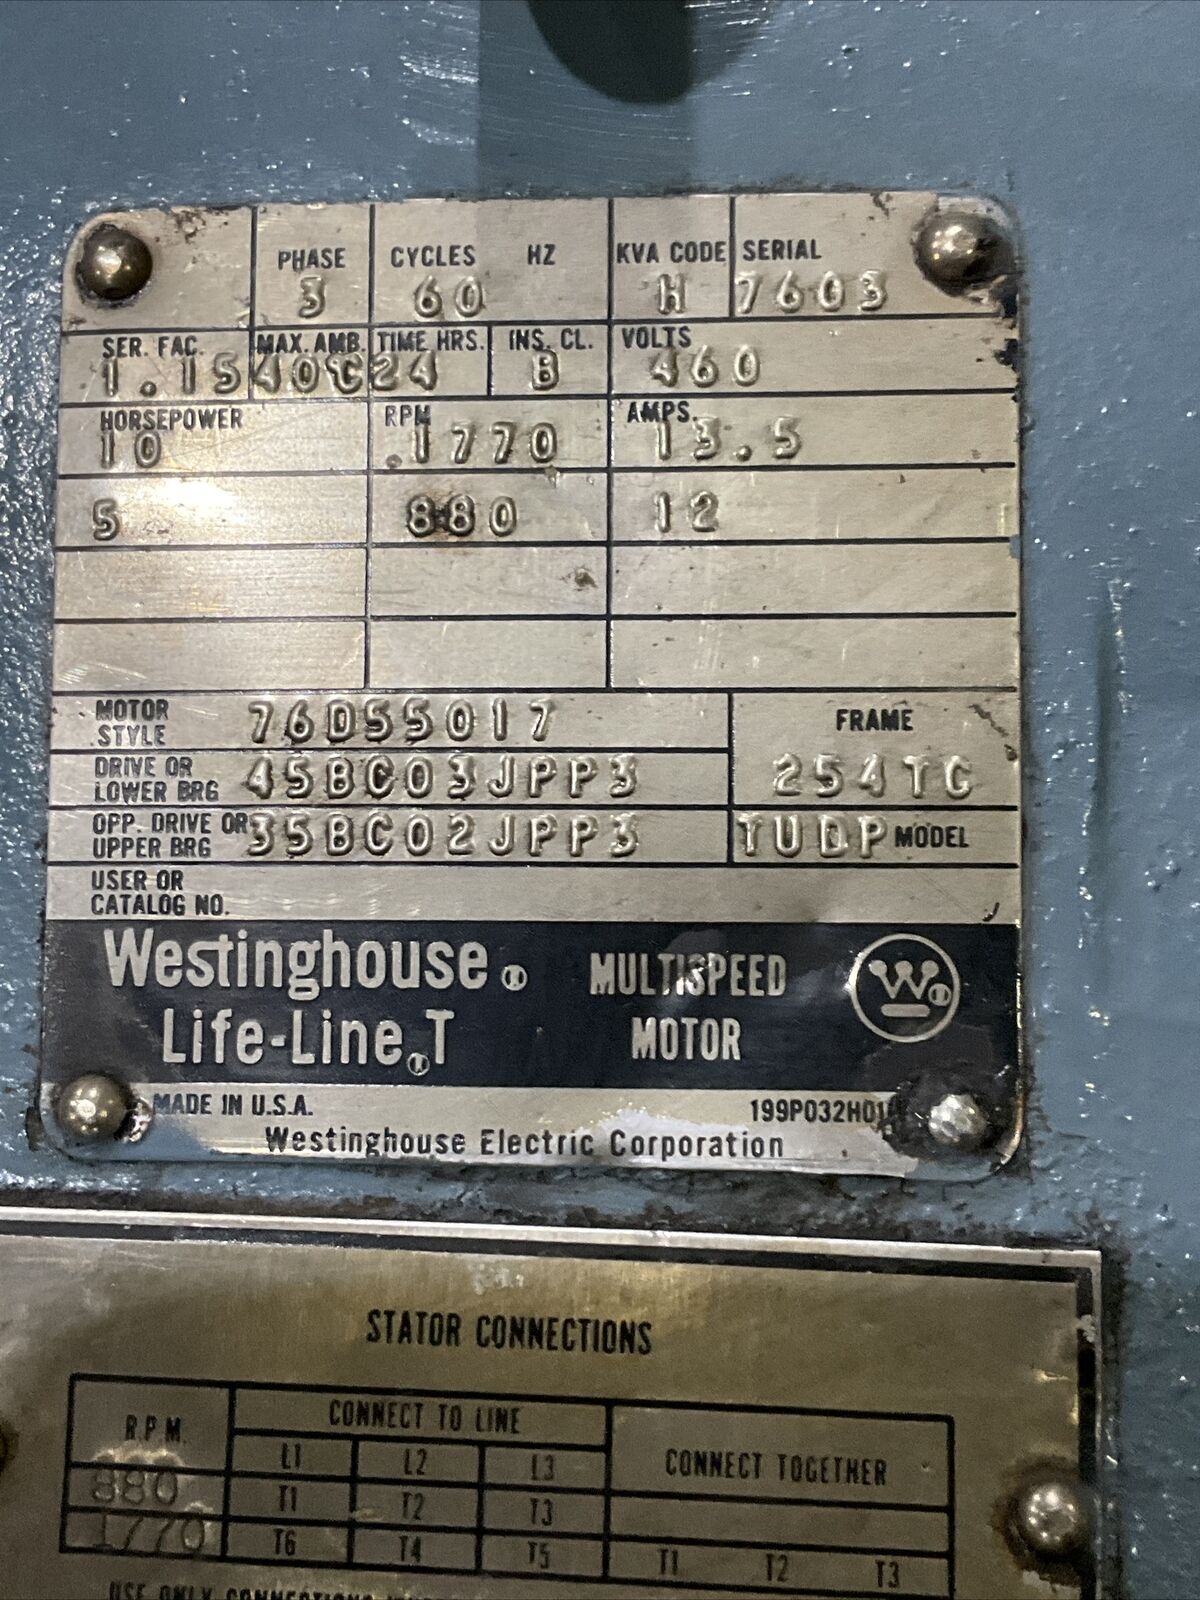 PHASE CYCLES HZ KVA CODE SERIAL
3 60 H 7603
SER. FAC. MAX. AMB. TIME HRS. INS. CL. VOLTS
1.15 40C 24 B 460
HORSEPOWER RPM AMPS.
10 1770 13.5
5 880 12
MOTOR STYLE 76D55017 FRAME
DRIVE OR LOWER BRG 45BC03JPP3 254TC
OPP. DRIVE OR UPPER BRG 35BC02JPP3 TUDP MODEL
USER OR CATALOG NO.
Westinghouse ® MULTISPEED
Life-Line ® T MOTOR W ®
MADE IN U.S.A. 199P032H01
Westinghouse Electric Corporation
STATOR CONNECTIONS
R.P.M. CONNECT TO LINE CONNECT TOGETHER
L1 L2 L3
880 T1 T2 T3
1770 T6 T4 T5 T1 T2 T3
USE ONLY CONNECTIONS